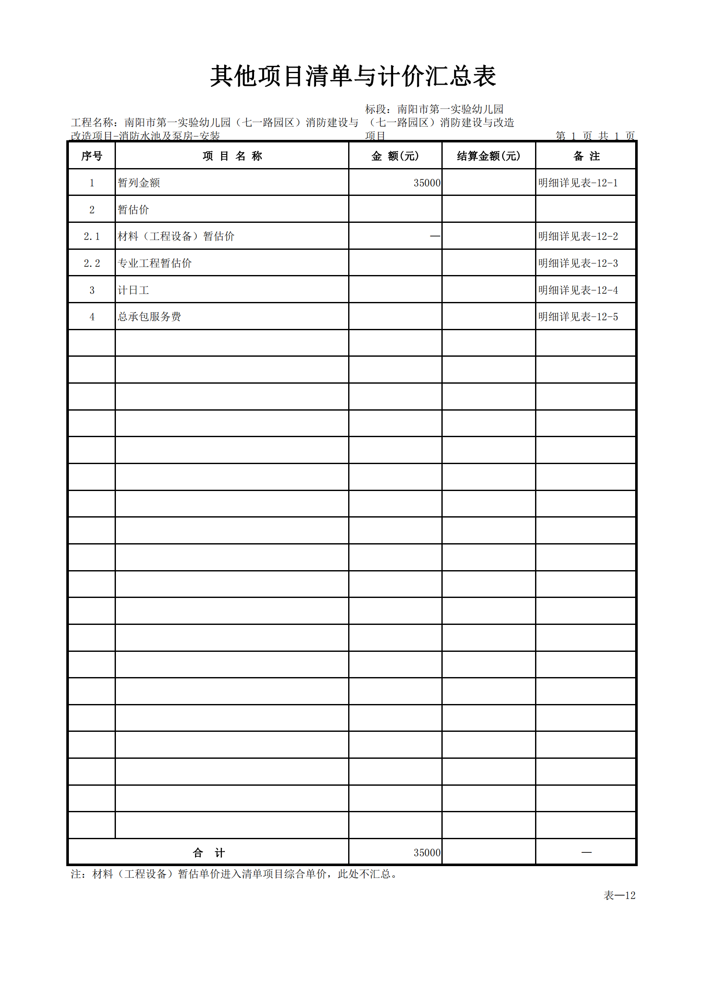 其他项目清单与计价汇总表
工程名称：南阳市第一实验幼儿园（七一路园区）消防建设与
改造项目-消防水池及泵房-安装
标段：南阳市第一实验幼儿园
（七一路园区）消防建设与改造
项目
第 1 页 共 1 页
序号 项 目 名 称 金 额(元) 结算金额(元) 备 注
1 暂列金额 35000 明细详见表-12-1
2 暂估价
2.1 材料（工程设备）暂估价 — 明细详见表-12-2
2.2 专业工程暂估价 明细详见表-12-3
3 计日工 明细详见表-12-4
4 总承包服务费 明细详见表-12-5
合 计 35000 —
注：材料（工程设备）暂估单价进入清单项目综合单价，此处不汇总。
表—12